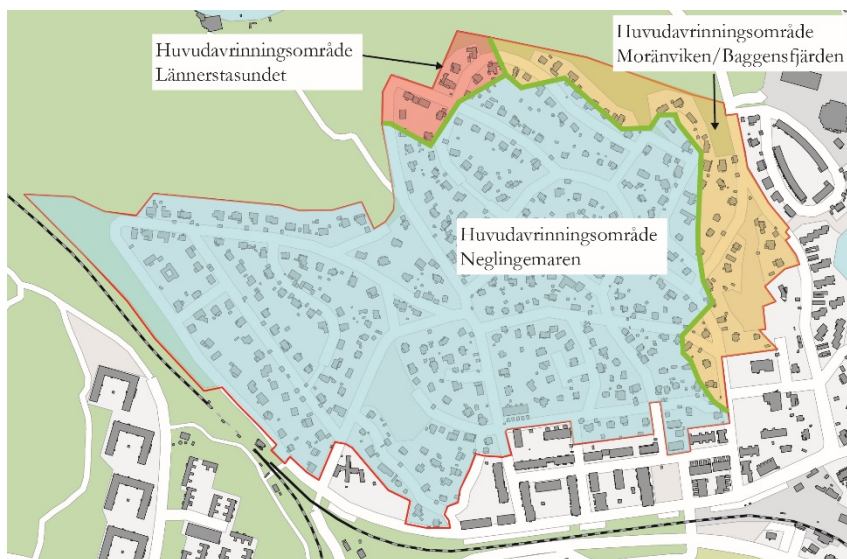 Huvudavrinningsområde
Lännerstasundet
Huvudavrinningsområde
Moränviken/Baggensfjärden
Huvudavrinningsområde
Neglingemaren